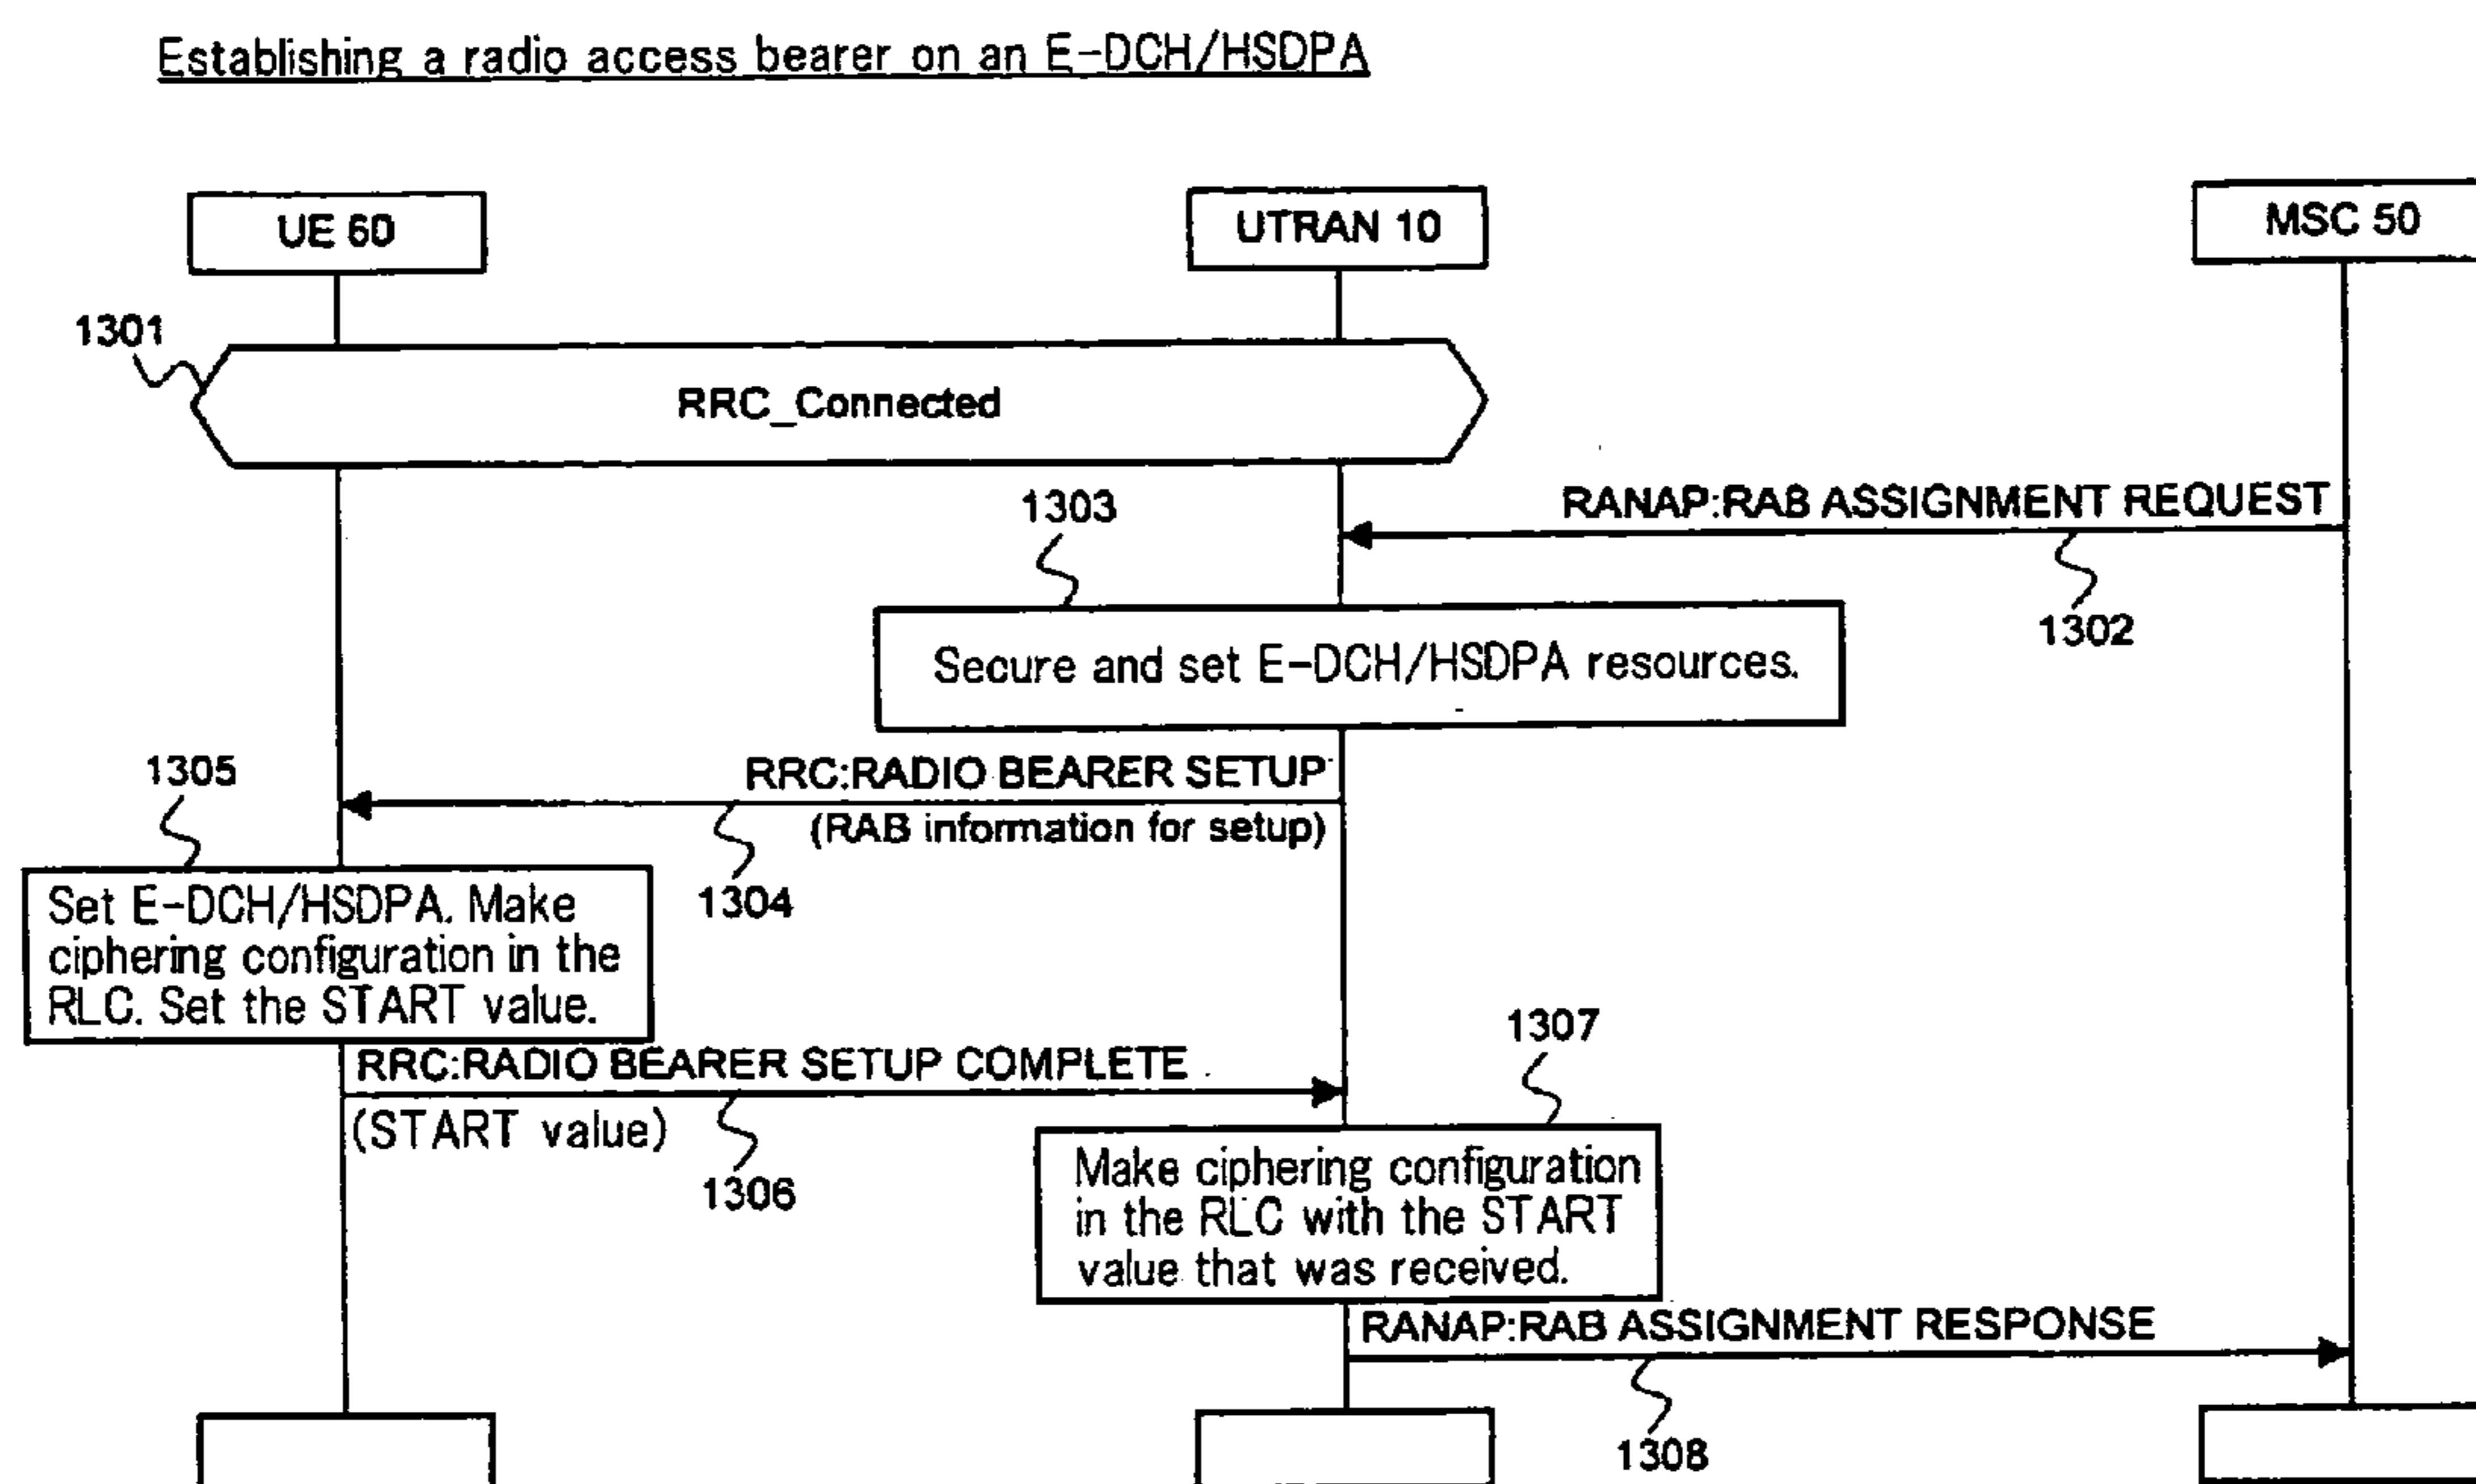 Establishing a radio access bearer on an E-DCH/HSDPA
UE 60
UTRAN 10
MSC 50
1301
RRC_Connected
RANAP:RAB ASSIGNMENT REQUEST
1302
1303
Secure and set E-DCH/HSDPA resources.
RRC:RADIO BEARER SETUP
(RAB information for setup)
1304
1305
Set E-DCH/HSDPA. Make
ciphering configuration in the
RLC. Set the START value.
RRC:RADIO BEARER SETUP COMPLETE
(START value)
1306
1307
Make ciphering configuration
in the RLC with the START
value that was received.
RANAP:RAB ASSIGNMENT RESPONSE
1308